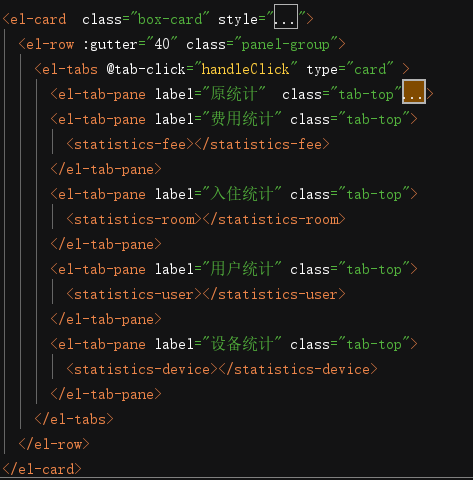 <el-card  class="box-card" style="...">
<el-row :gutter="40" class="panel-group">
<el-tabs @tab-click="handleClick" type="card" >
<el-tab-pane label="原统计"  class="tab-top"...>
<el-tab-pane label="费用统计" class="tab-top">
<statistics-fee></statistics-fee>
</el-tab-pane>
<el-tab-pane label="入住统计" class="tab-top">
<statistics-room></statistics-room>
</el-tab-pane>
<el-tab-pane label="用户统计" class="tab-top">
<statistics-user></statistics-user>
</el-tab-pane>
<el-tab-pane label="设备统计" class="tab-top">
<statistics-device></statistics-device>
</el-tab-pane>
</el-tabs>
</el-row>
</el-card>